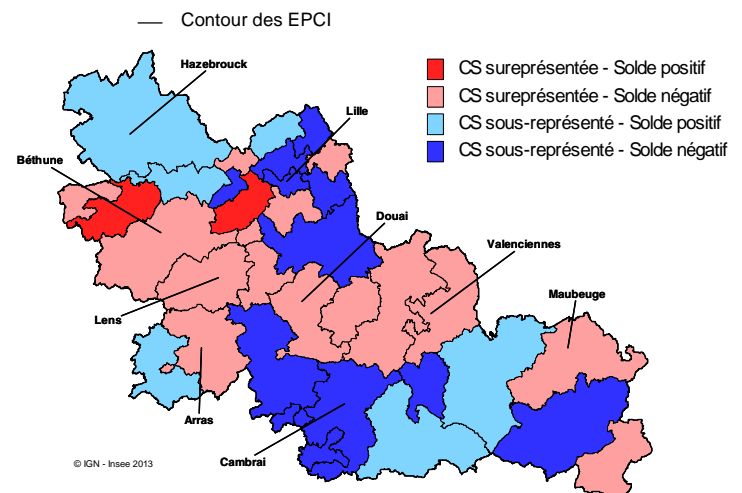 Contour des EPCI
CS sureprésentée - Solde positif
CS sureprésentée - Solde négatif
CS sous-représenté - Solde positif
CS sous-représenté - Solde négatif
Hazebrouck
Lille
Béthune
Douai
Valenciennes
Maubeuge
Lens
Arras
Cambrai
© IGN - Insee 2013